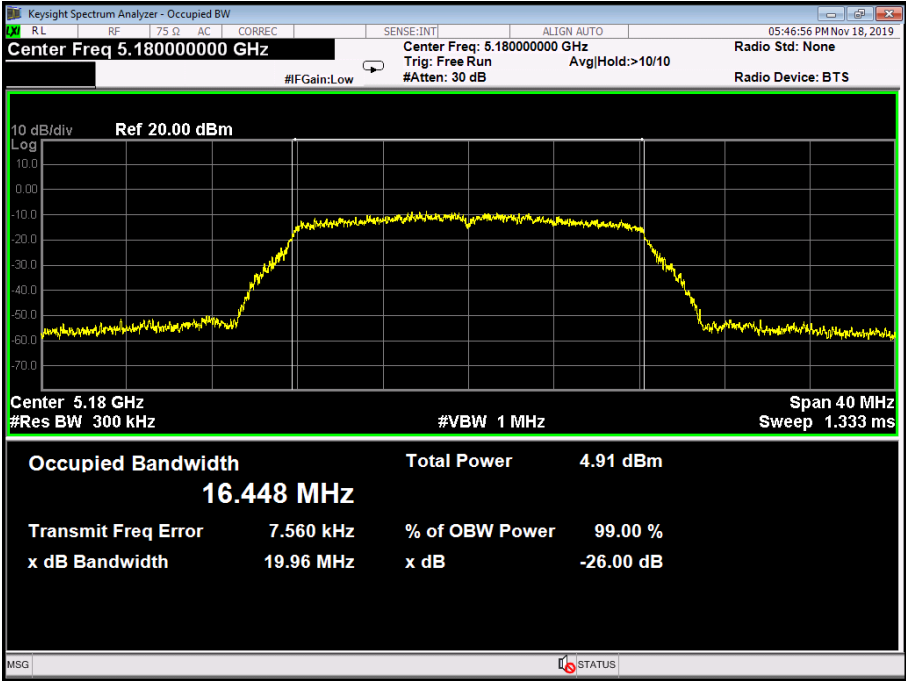 Keysight Spectrum Analyzer - Occupied BW
LXI RL RF 75 Ω AC CORREC SENSE:INT ALIGN AUTO 05:46:56 PM Nov 18, 2019
Center Freq 5.180000000 GHz Center Freq: 5.180000000 GHz Radio Std: None
Trig: Free Run Avg|Hold:>10/10
#IFGain:Low #Atten: 30 dB Radio Device: BTS
10 dB/div Ref 20.00 dBm
Log
10.0
0.00
-10.0
-20.0
-30.0
-40.0
-50.0
-60.0
-70.0
Center 5.18 GHz Span 40 MHz
#Res BW 300 kHz #VBW 1 MHz Sweep 1.333 ms
Occupied Bandwidth Total Power 4.91 dBm
16.448 MHz
Transmit Freq Error 7.560 kHz % of OBW Power 99.00 %
x dB Bandwidth 19.96 MHz x dB -26.00 dB
MSG STATUS